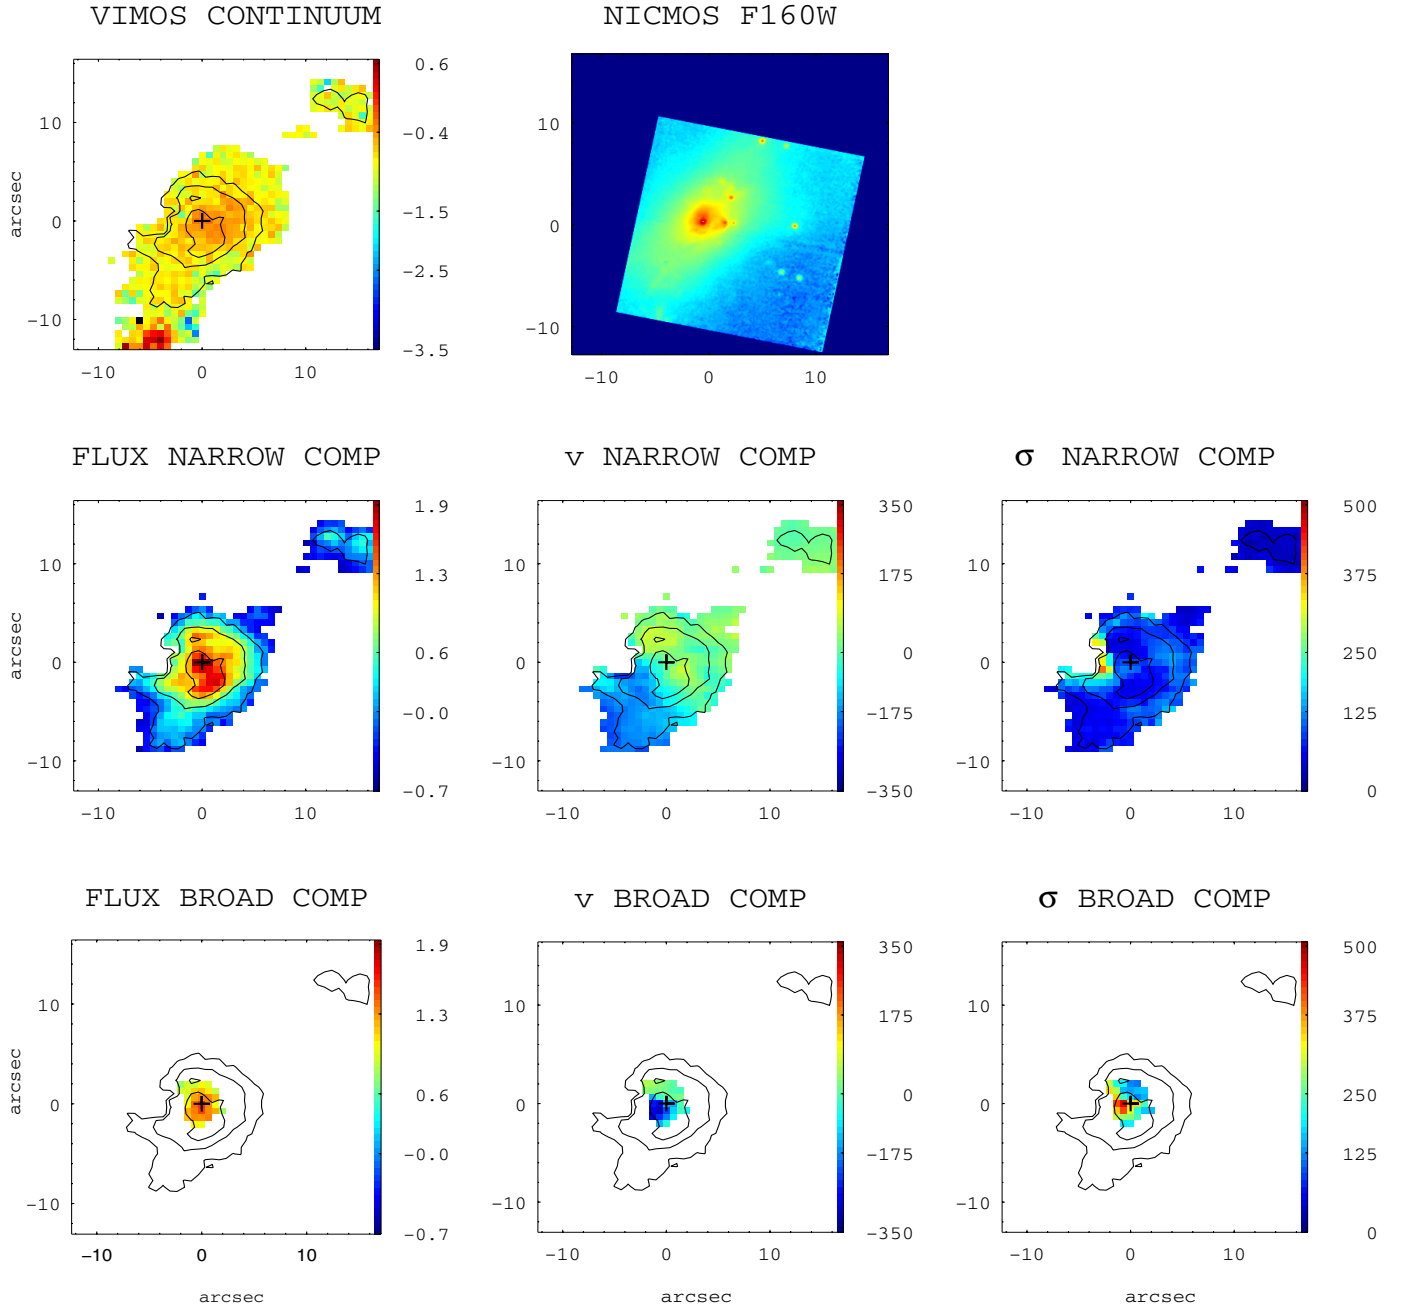 VIMOS CONTINUUM
NICMOS F160W
0.6
−0.4
−1.5
−2.5
−3.5
10
0
−10
arcsec
−10 0 10
10
0
−10
−10 0 10
FLUX NARROW COMP
v NARROW COMP
σ NARROW COMP
1.9
1.3
0.6
−0.0
−0.7
10
0
−10
arcsec
−10 0 10
350
175
0
−175
−350
10
0
−10
−10 0 10
500
375
250
125
0
10
0
−10
−10 0 10
FLUX BROAD COMP
v BROAD COMP
σ BROAD COMP
1.9
1.3
0.6
−0.0
−0.7
10
0
−10
arcsec
−10 0 10
arcsec
350
175
0
−175
−350
10
0
−10
−10 0 10
arcsec
500
375
250
125
0
10
0
−10
−10 0 10
arcsec